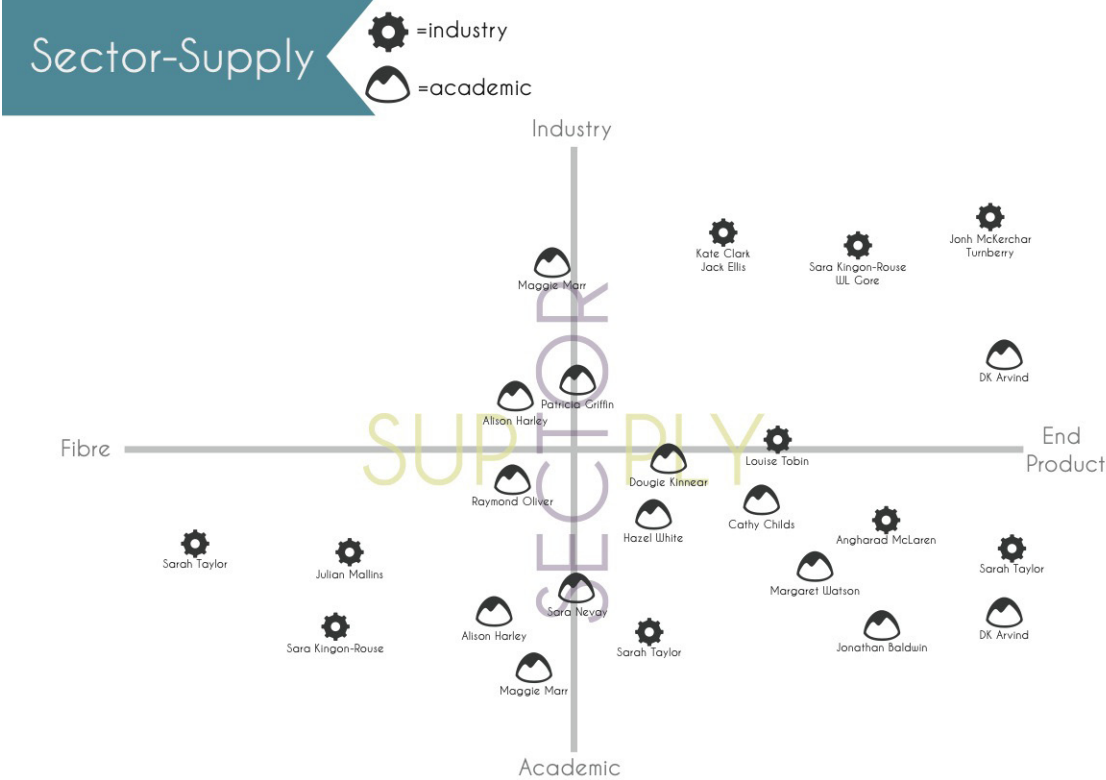 Sector-Supply
=industry
=academic
Industry
Kate Clark
Jack Ellis
Sara Kingon-Rouse
WL Gore
Jonh McKerchar
Turnberry
Maggie Marr
DK Arvind
Patricia Griffin
Alison Harley
SUPPLY
SECTOR
Fibre
End
Product
Louise Tobin
Dougie Kinnear
Raymond Oliver
Cathy Childs
Hazel White
Angharad McLaren
Sarah Taylor
Julian Mallins
Sarah Taylor
Margaret Watson
Sara Nevay
Alison Harley
Sara Kingon-Rouse
Sarah Taylor
Jonathan Baldwin
DK Arvind
Maggie Marr
Academic